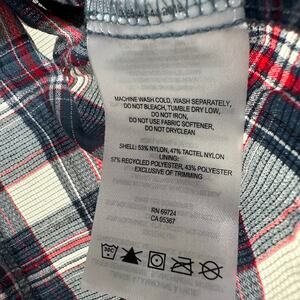 MACHINE WASH COLD, WASH SEPARATELY,
DO NOT BLEACH, TUMBLE DRY LOW,
DO NOT IRON,
DO NOT USE FABRIC SOFTENER,
DO NOT DRYCLEAN
SHELL: 53% NYLON, 47% TACTEL NYLON
LINING:
57% RECYCLED POLYESTER, 43% POLYESTER
EXCLUSIVE OF TRIMMING
RN 69724
CA 05367